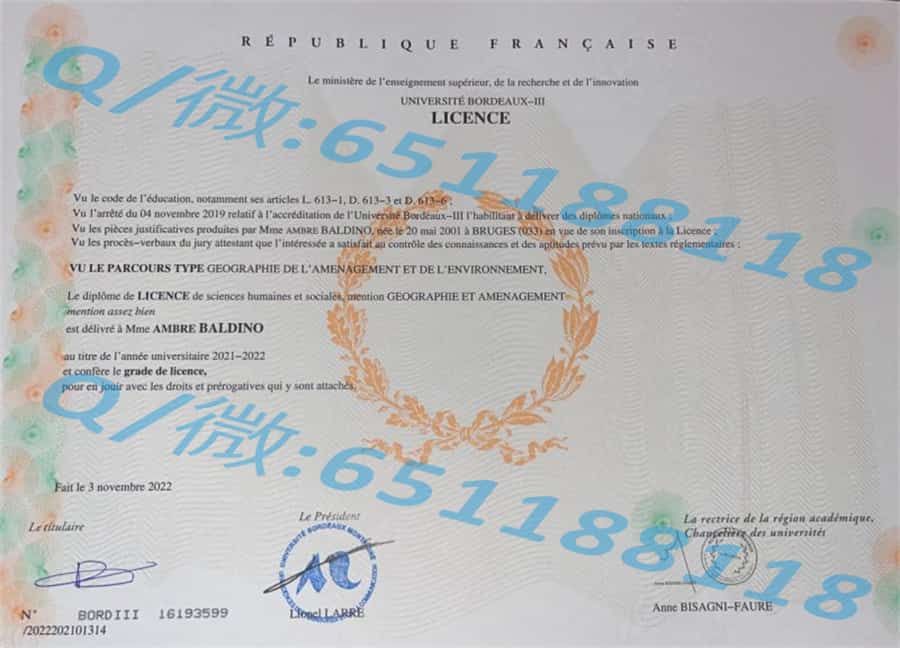 RÉPUBLIQUE FRANÇAISE
Le ministère de l'enseignement supérieur, de la recherche et de l'innovation
UNIVERSITÉ BORDEAUX-III
LICENCE
Q/微:651188118
Vu le code de l'éducation, notamment ses articles L. 613-1, D. 613-3 et D. 613-6 ;
Vu l'arrêté du 04 novembre 2019 relatif à l'accréditation de l'Université Bordeaux-III l'habilitant à délivrer des diplômes nationaux ;
Vu les pièces justificatives produites par Mme AMBRE BALDINO, née le 20 mai 2001 à BRUGES (033) en vue de son inscription à la Licence ;
Vu les procès-verbaux du jury attestant que l'intéressée a satisfait au contrôle des connaissances et des aptitudes prévu par les textes réglementaires ;
VU LE PARCOURS TYPE GEOGRAPHIE DE L'AMENAGEMENT ET DE L'ENVIRONNEMENT,
Le diplôme de LICENCE de sciences humaines et sociales, mention GEOGRAPHIE ET AMENAGEMENT
mention assez bien
est délivré à Mme AMBRE BALDINO
au titre de l'année universitaire 2021-2022
et confère le grade de licence,
pour en jouir avec les droits et prérogatives qui y sont attachés.
Q/微:651188118
Fait le 3 novembre 2022
Le titulaire
Le Président
UNIVERSITÉ BORDEAUX MONTAIGNE
La rectrice de la région académique,
Chancelière des universités
Lionel LARRÉ
Anne BISAGNI-FAURE
N° BORDIII 16193599
/2022202101314